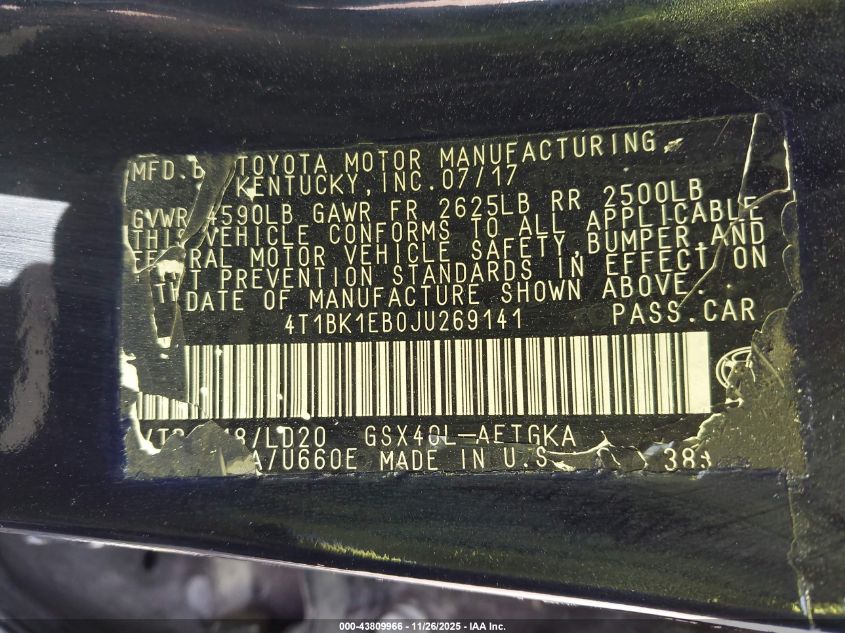 MFD. TOYOTA MOTOR MANUFACTURING,
KENTUCKY, INC. 07/17
GVWR 4590LB GAWR FR 2625LB RR 2500LB
THIS VEHICLE CONFORMS TO ALL APPLICABLE
MOTOR VEHICLE SAFETY, BUMPER, AND
PREVENTION STANDARDS IN EFFECT ON
DATE OF MANUFACTURE SHOWN ABOVE.
4T1BK1EB0JU269141 PASS.CAR
/LD20 GSX40L-AETGKA
A/U660E MADE IN U.S.
000-43809966 - 11/26/2025 - IAA Inc.